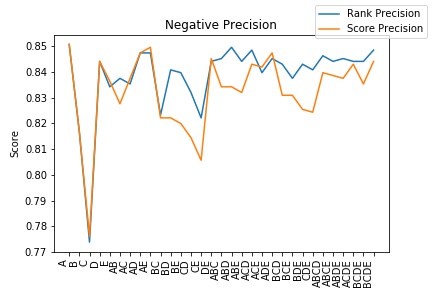 Rank Precision
Score Precision
Negative Precision
Score
0.85
0.84
0.83
0.82
0.81
0.80
0.79
0.78
0.77
A
B
C
D
E
AB
AC
AD
AE
BC
BD
BE
CD
CE
DE
ABC
ABD
ABE
ACD
ACE
ADE
BCD
BCE
BDE
CDE
ABCD
ABCE
ABDE
ACDE
BCDE
BCDE